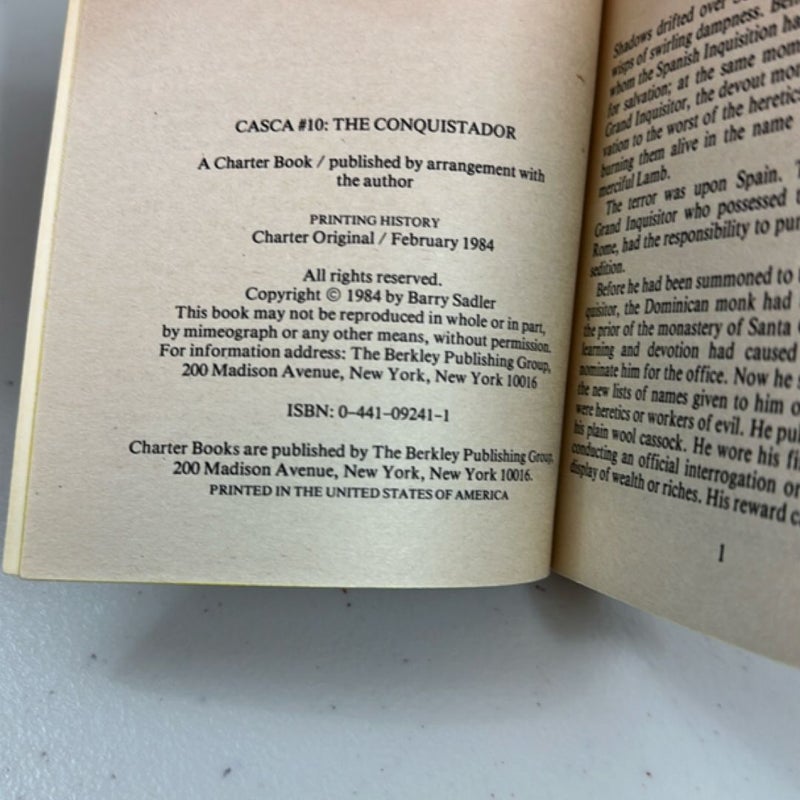 CASCA #10: THE CONQUISTADOR
A Charter Book / published by arrangement with
the author
PRINTING HISTORY
Charter Original / February 1984
All rights reserved.
Copyright © 1984 by Barry Sadler
This book may not be reproduced in whole or in part,
by mimeograph or any other means, without permission.
For information address: The Berkley Publishing Group,
200 Madison Avenue, New York, New York 10016
ISBN: 0-441-09241-1
Charter Books are published by The Berkley Publishing Group,
200 Madison Avenue, New York, New York 10016.
PRINTED IN THE UNITED STATES OF AMERICA
Shadows drifted over
wisps of swirling dampness.
whom the Spanish Inquisition
for salvation; at the same
Grand Inquisitor, the devout
vation to the worst of the
burning them alive in the name
merciful Lamb.
The terror was upon Spain.
Grand Inquisitor who possessed
Rome, had the responsibility to
sedition.
Before he had been summoned to
quisitor, the Dominican monk had
the prior of the monastery of Santa
learning and devotion had caused
nominate him for the office. Now he
the new lists of names given to him
were heretics or workers of evil. He
his plain wool cassock. He wore his
conducting an official interrogation
display of wealth or riches. His reward
1